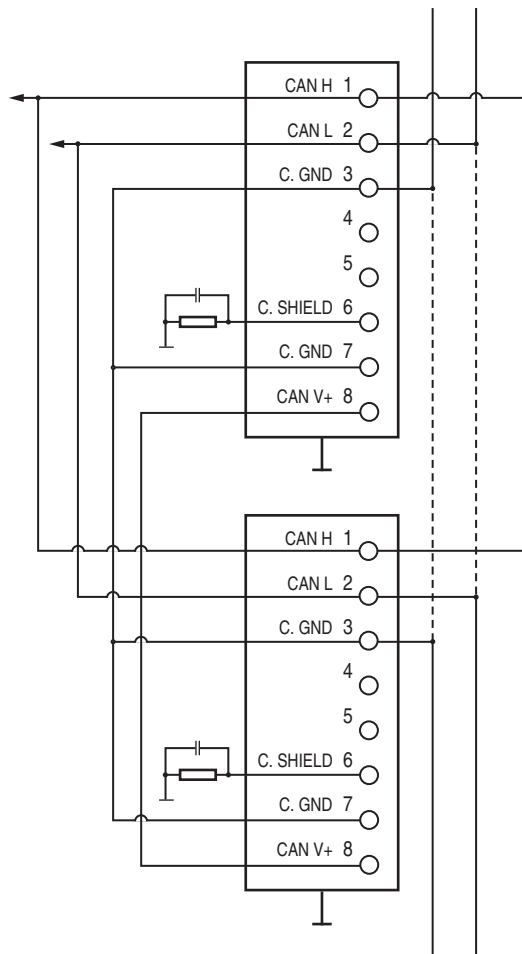 CAN H 1
CAN L 2
C. GND 3
4
5
C. SHIELD 6
C. GND 7
CAN V+ 8
CAN H 1
CAN L 2
C. GND 3
4
5
C. SHIELD 6
C. GND 7
CAN V+ 8